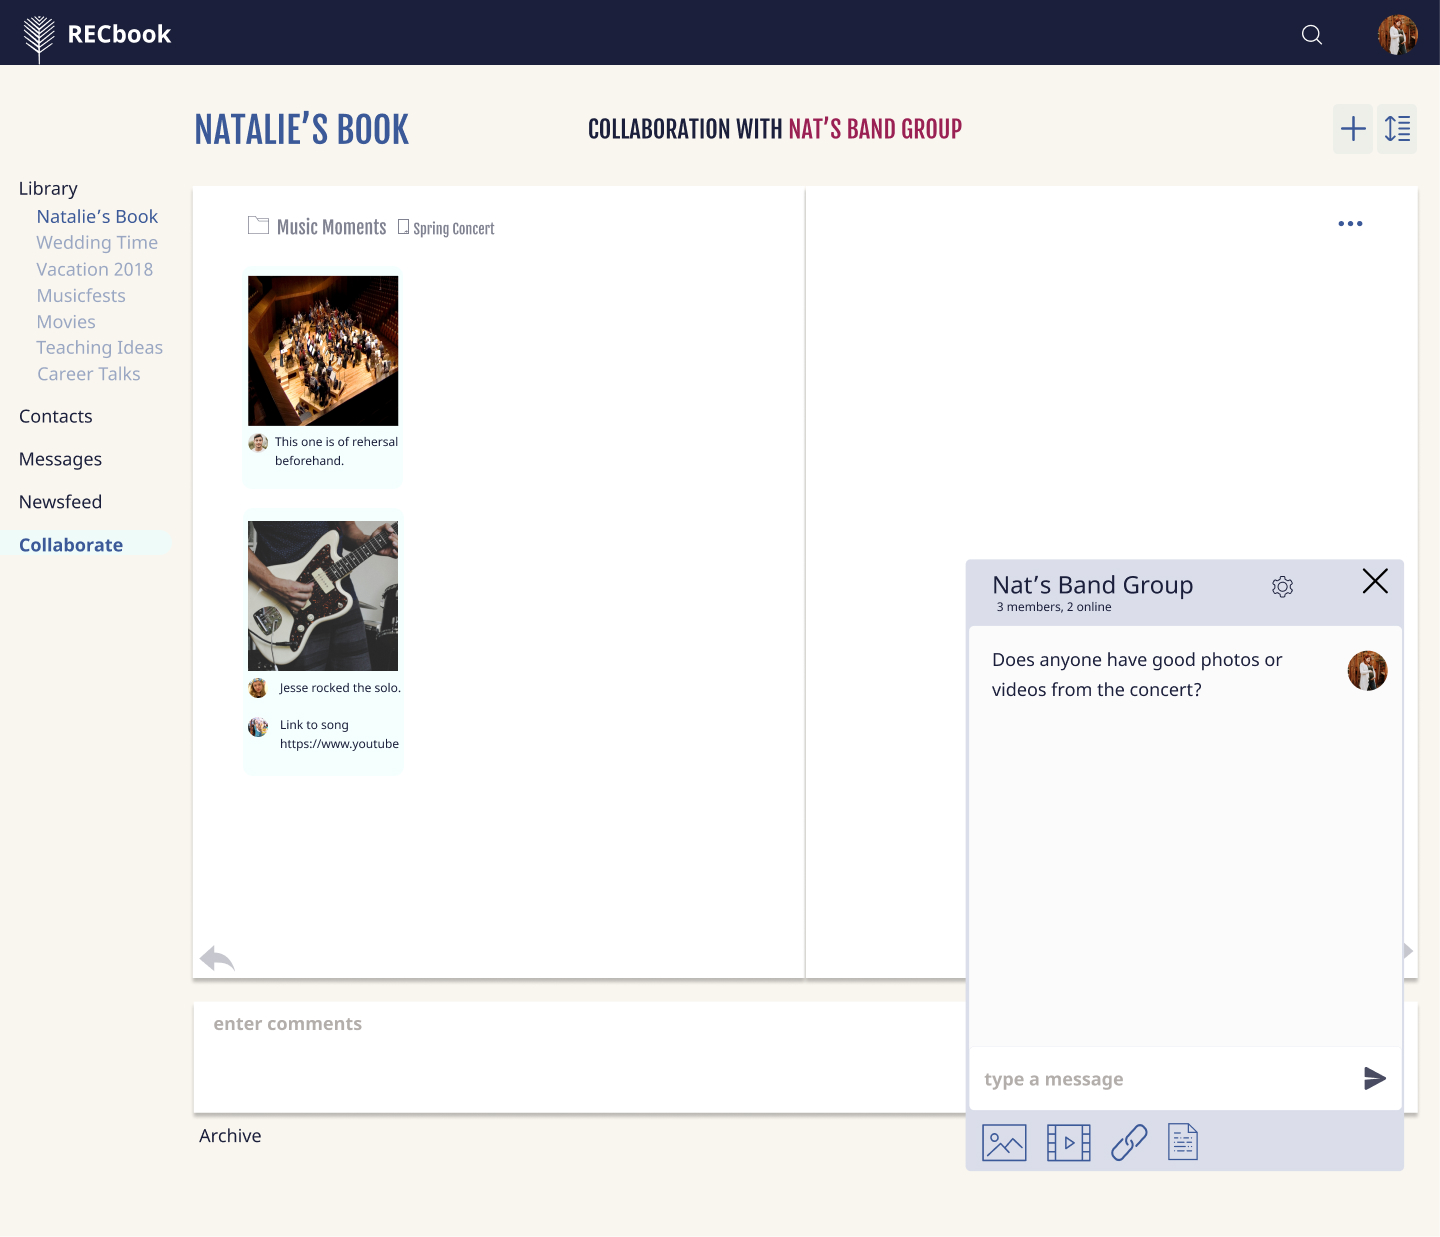 RECbook
NATALIE’S BOOK
COLLABORATION WITH NAT’S BAND GROUP
Library
Natalie’s Book
Wedding Time
Vacation 2018
Musicfests
Movies
Teaching Ideas
Career Talks
Contacts
Messages
Newsfeed
Collaborate
Music Moments
Spring Concert
This one is of rehersal
beforehand.
Jesse rocked the solo.
Link to song
https://www.youtube
enter comments
Archive
Nat’s Band Group
3 members, 2 online
Does anyone have good photos or
videos from the concert?
type a message